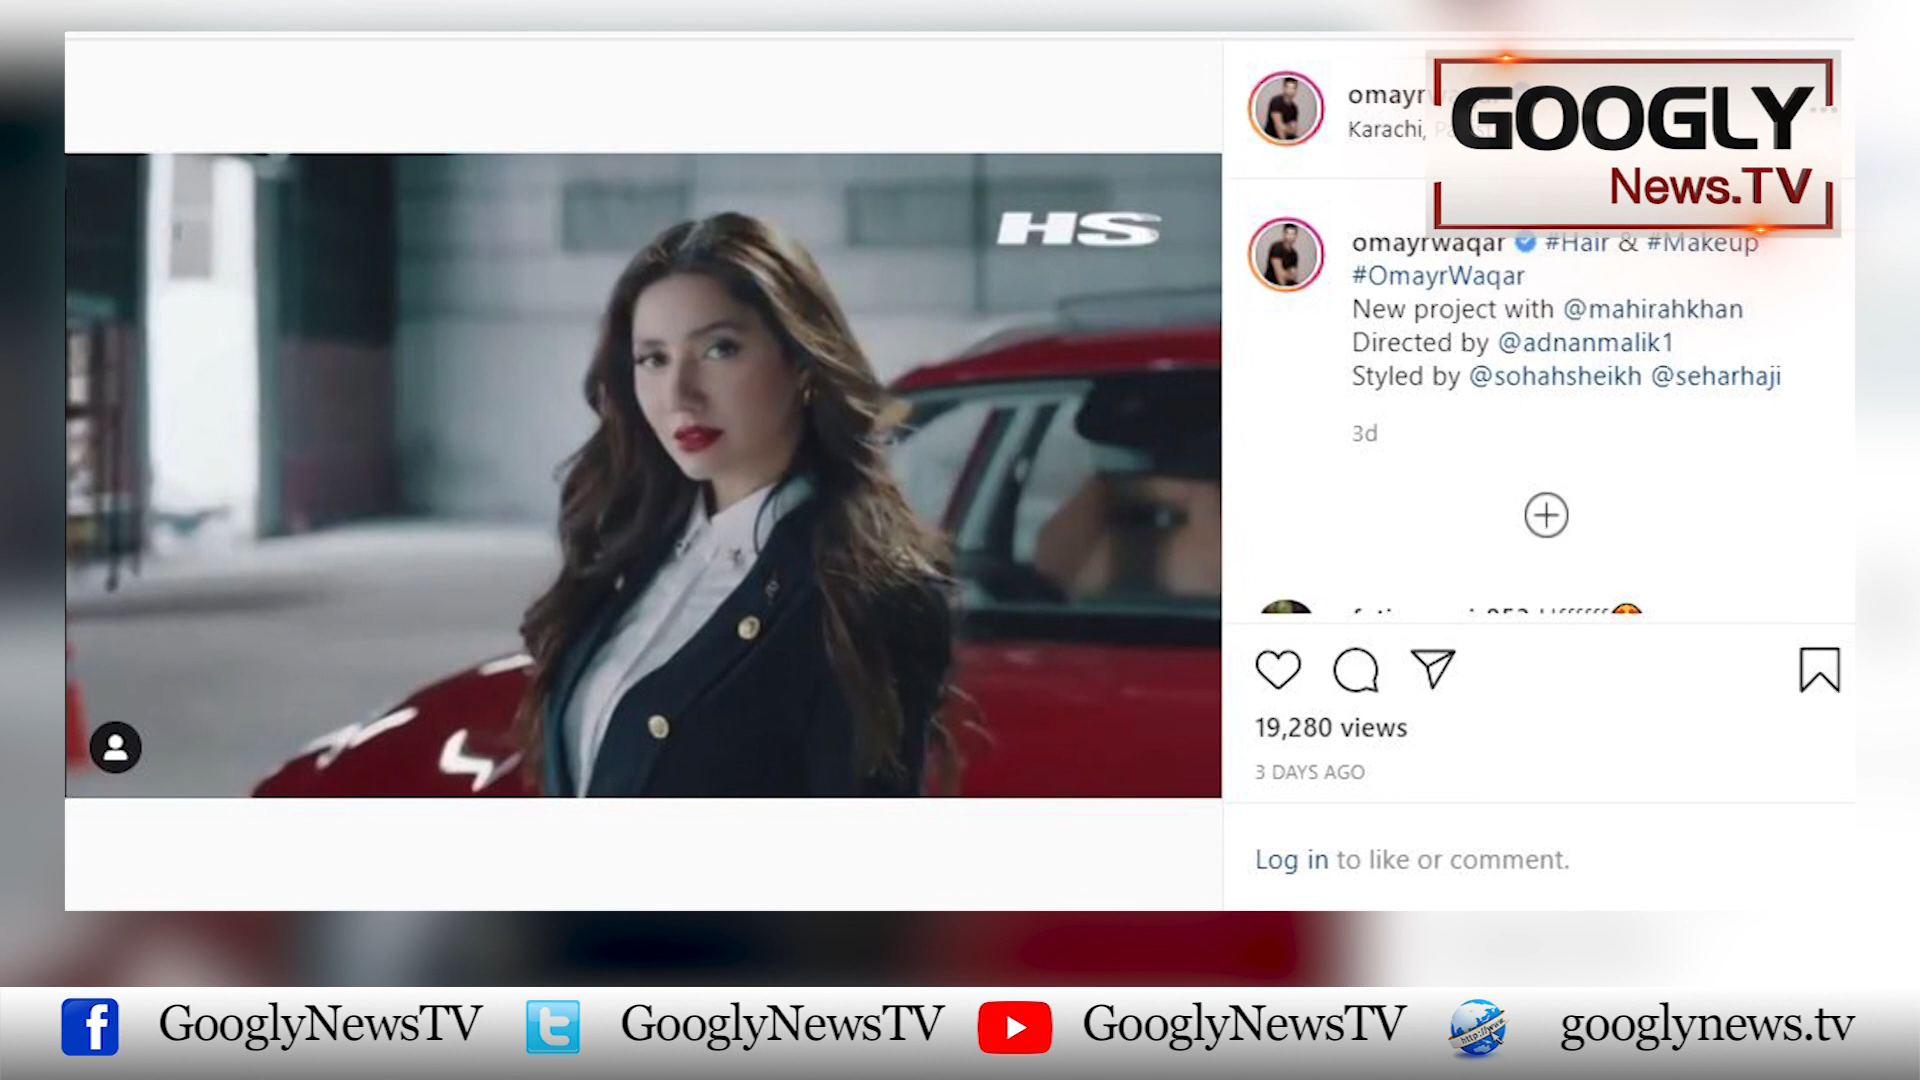 HS
omayr
Karachi,
GOOGLY
News.TV
omayrwaqar #Hair & #Makeup
#OmayrWaqar
New project with @mahirahkhan
Directed by @adnanmalik1
Styled by @sohahsheikh @seharhaji
3d
19,280 views
3 DAYS AGO
Log in to like or comment.
GooglyNewsTV
GooglyNewsTV
GooglyNewsTV
googlynews.tv